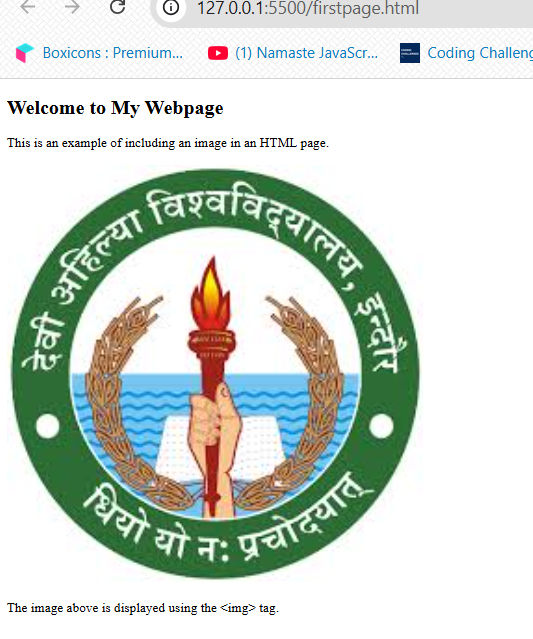 127.0.0.1:5500/firstpage.html
Boxicons : Premium... (1) Namaste JavaScr... Coding Challeng
Welcome to My Webpage
This is an example of including an image in an HTML page.
देवी अहिल्या विश्वविद्यालय, इन्दौर
धियो यो नः प्रचोदयात्
The image above is displayed using the <img> tag.